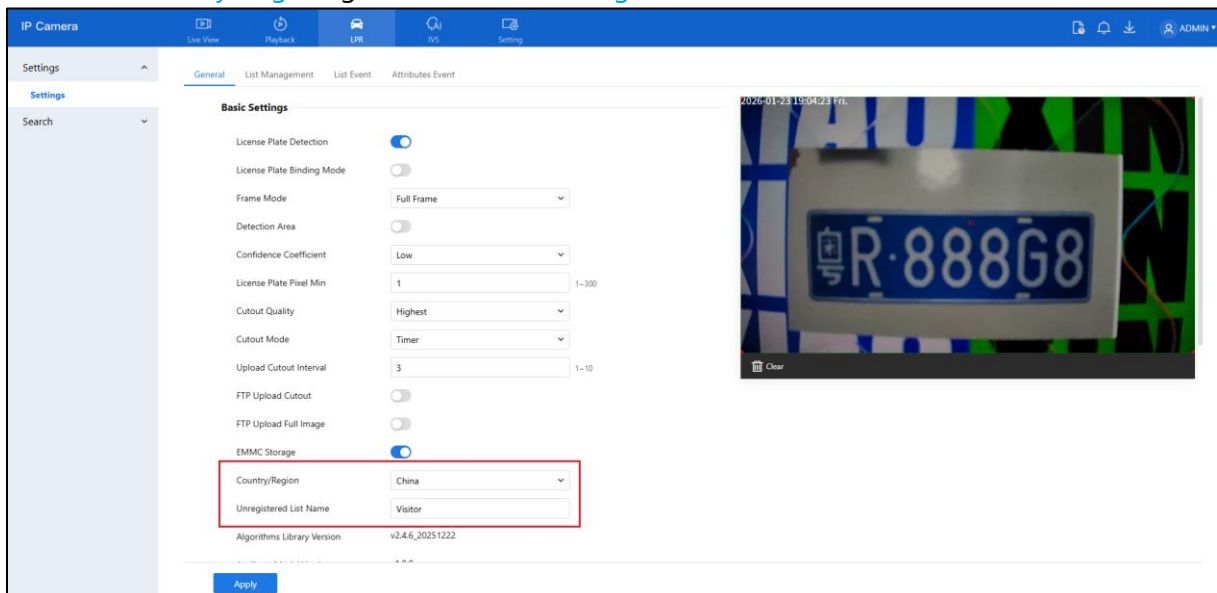 IP Camera
Live View
Playback
LPR
AI
IVS
Setting
ADMIN
Settings
Settings
Search
General List Management List Event Attributes Event
Basic Settings
License Plate Detection
License Plate Binding Mode
Frame Mode Full Frame
Detection Area
Confidence Coefficient Low
License Plate Pixel Min 1 1~300
Cutout Quality Highest
Cutout Mode Timer
Upload Cutout Interval 3 1~10
FTP Upload Cutout
FTP Upload Full Image
EMMC Storage
Country/Region China
Unregistered List Name Visitor
Algorithms Library Version v2.4.6_20251222
Apply
2026-01-23 19:04:23 Fri.
粤R·888G8
Clear